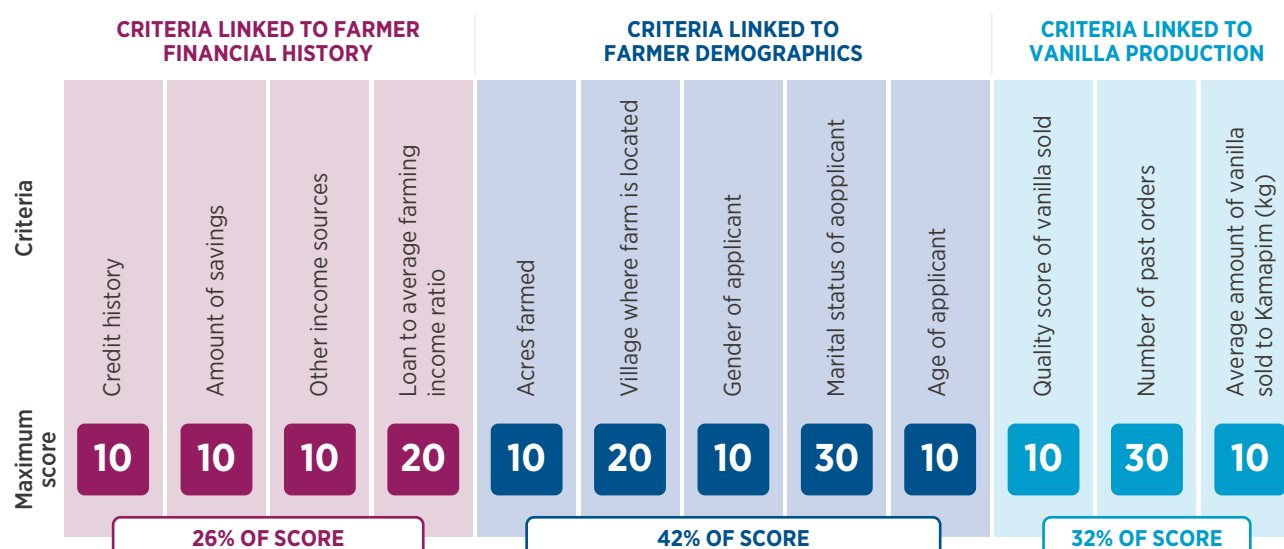 CRITERIA LINKED TO FARMER
FINANCIAL HISTORY
CRITERIA LINKED TO
FARMER DEMOGRAPHICS
CRITERIA LINKED TO
VANILLA PRODUCTION
Criteria
Credit history
Amount of savings
Other income sources
Loan to average farming
income ratio
Acres farmed
Village where farm is located
Gender of applicant
Marital status of aopplicant
Age of applicant
Quality score of vanilla sold
Number of past orders
Average amount of vanilla
sold to Kamapim (kg)
Maximum
score
10
10
10
20
10
20
10
30
10
10
30
10
26% OF SCORE
42% OF SCORE
32% OF SCORE